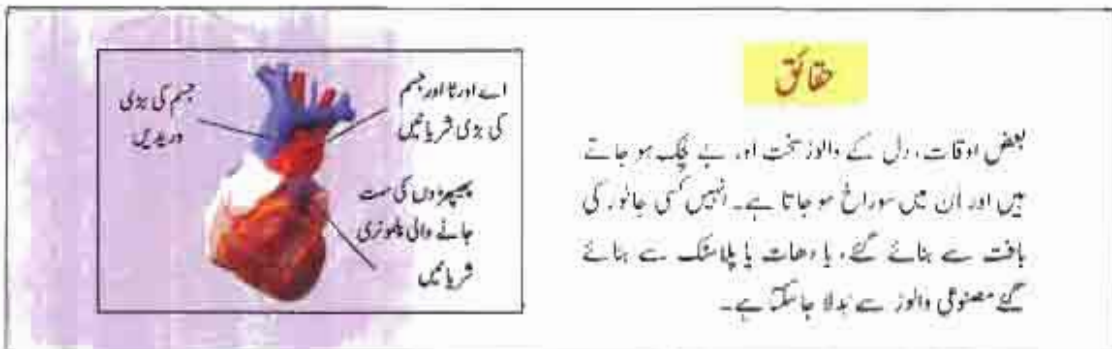 حقائق
بعض اوقات، دل کے والوز سخت اور بے لچک ہو جاتے
ہیں اور اُن میں سوراخ ہو جاتا ہے۔ انہیں کسی جانور کی
بافت سے بنائے گئے، یا دھات یا پلاسٹک سے بنائے
گئے مصنوعی والوز سے بدلا جا سکتا ہے۔
اے اورٹا اور جسم
کی بڑی شریانیں
جسم کی بڑی
وریدیں
پھیپھڑوں کی سمت
جانے والی پلمونری
شریانیں